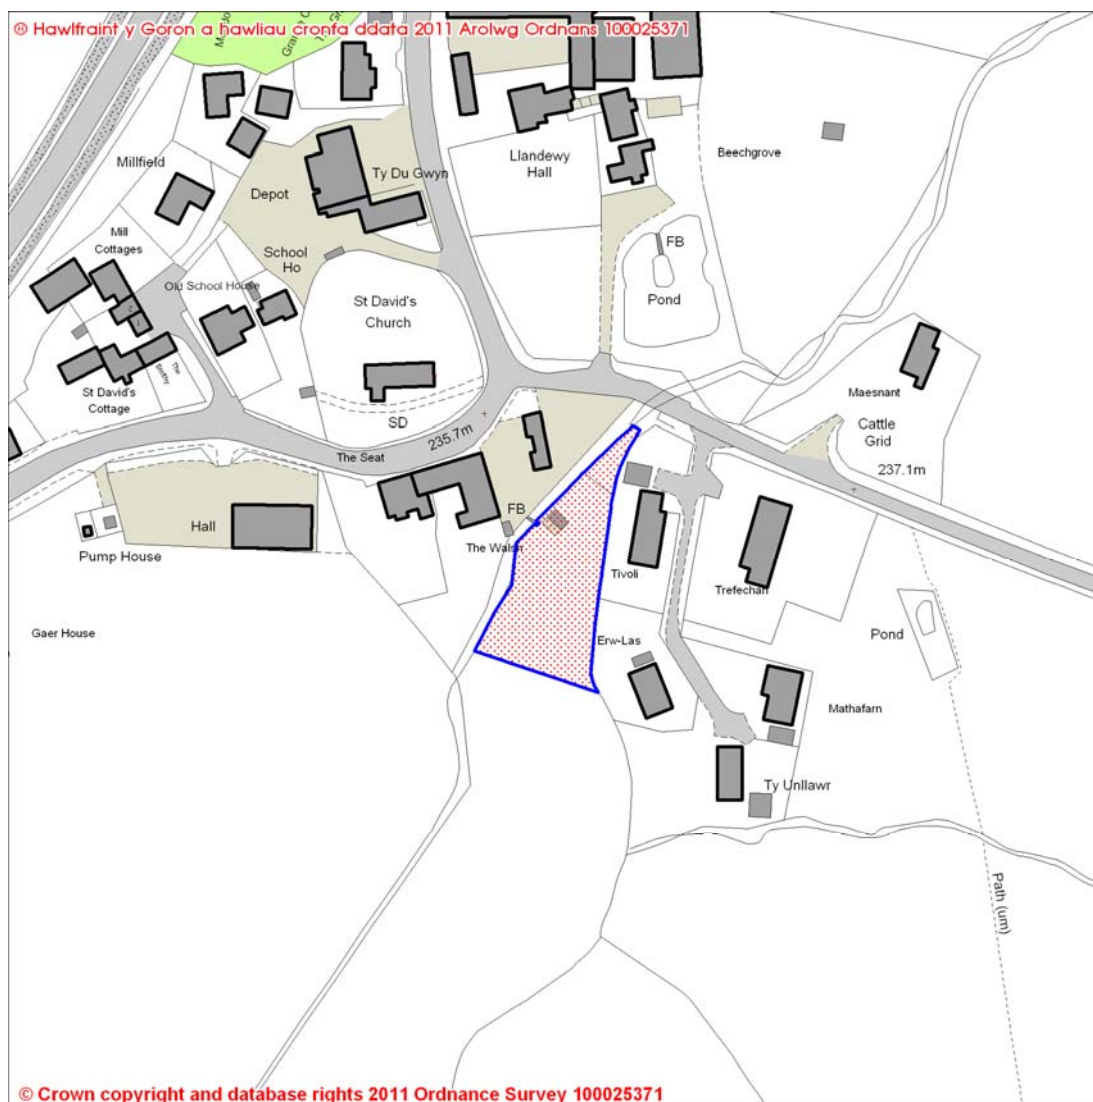 ® Hawlfraint y Goron a hawliau cronfa ddata 2011 Arolwg Ordnans 100025371
Millfield
Depot
Ty Du Gwyn
Llandewy
Hall
Beechgrove
Mill
Cottages
School
Ho
FB
Old School House
St David's
Church
Pond
The Smithy
St David's
Cottage
Maesnant
SD
Cattle
Grid
235.7m
The Seat
237.1m
Hall
FB
The Walsh
Pump House
Tivoli
Trefechan
Gaer House
Erw-Las
Pond
Mathafarn
Ty Unllawr
Path (um)
© Crown copyright and database rights 2011 Ordnance Survey 100025371